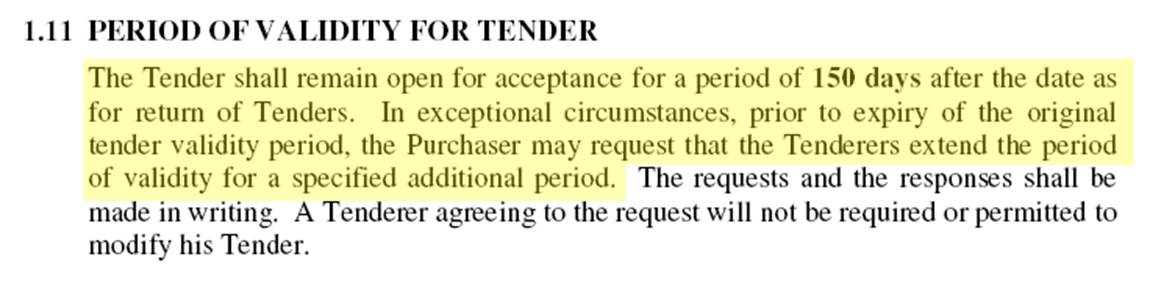 1.11 PERIOD OF VALIDITY FOR TENDER
The Tender shall remain open for acceptance for a period of 150 days after the date as
for return of Tenders. In exceptional circumstances, prior to expiry of the original
tender validity period, the Purchaser may request that the Tenderers extend the period
of validity for a specified additional period. The requests and the responses shall be
made in writing. A Tenderer agreeing to the request will not be required or permitted to
modify his Tender.